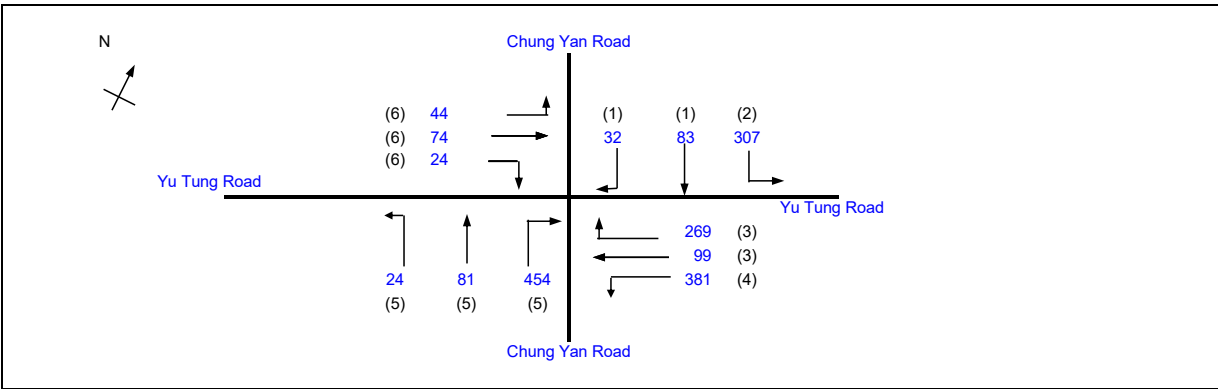 N
Chung Yan Road
(6) 44
(6) 74
(6) 24
(1) (1) (2)
32 83 307
Yu Tung Road
Yu Tung Road
269 (3)
99 (3)
381 (4)
24 81 454
(5) (5) (5)
Chung Yan Road